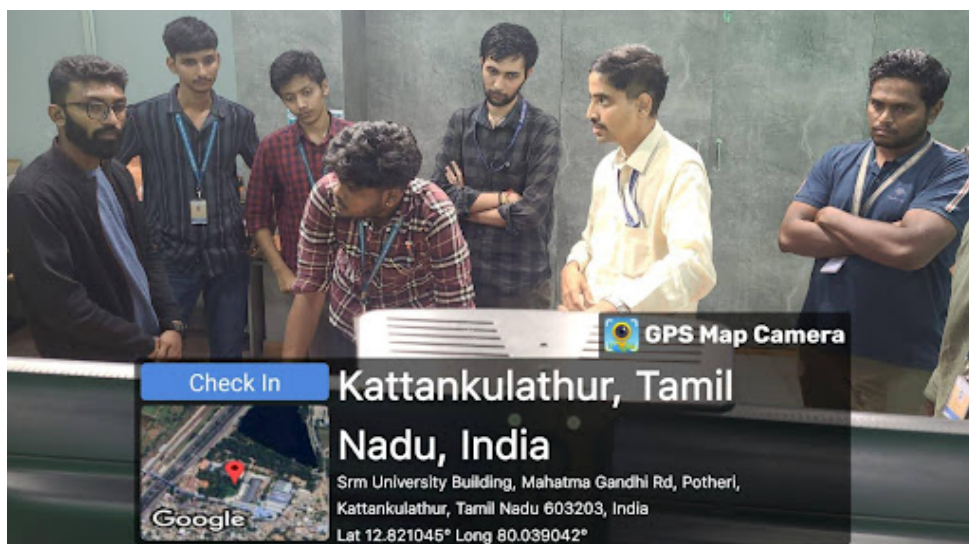 GPS Map Camera
Check In
Kattankulathur, Tamil
Nadu, India
Srm University Building, Mahatma Gandhi Rd, Potheri,
Kattankulathur, Tamil Nadu 603203, India
Lat 12.821045° Long 80.039042°
Google